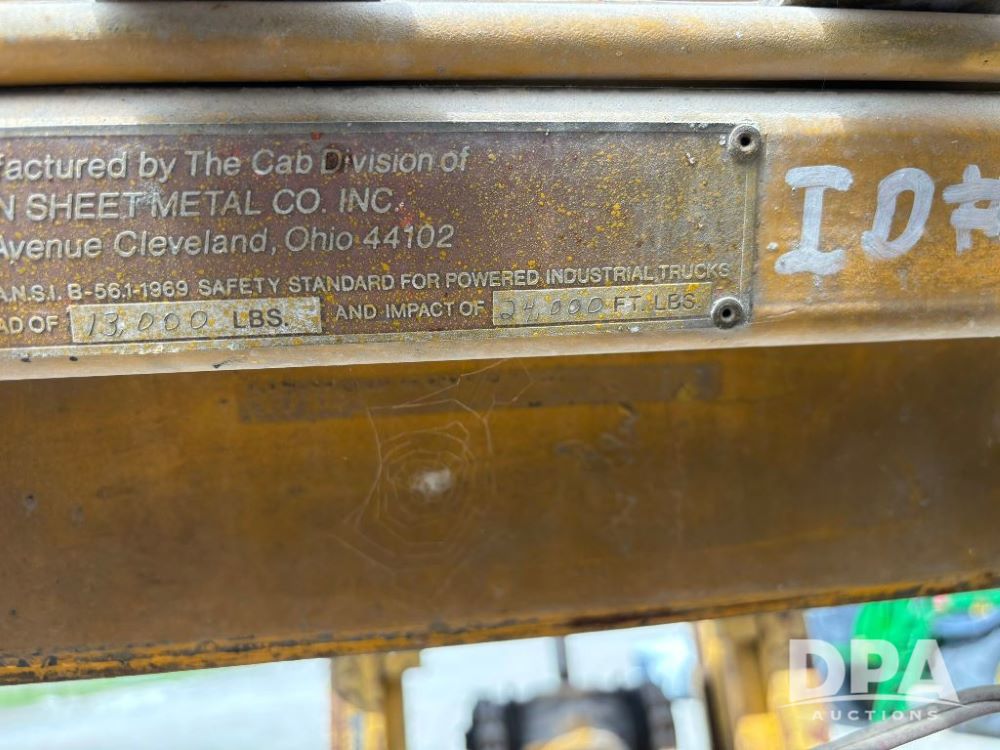 factured by The Cab Division of
N SHEET METAL CO. INC.
Avenue Cleveland, Ohio 44102
A.N.S.I. B-56.1-1969 SAFETY STANDARD FOR POWERED INDUSTRIAL TRUCKS
AD OF 13,000 LBS. AND IMPACT OF 24,000 FT. LBS.
ID#
DPA
AUCTIONS